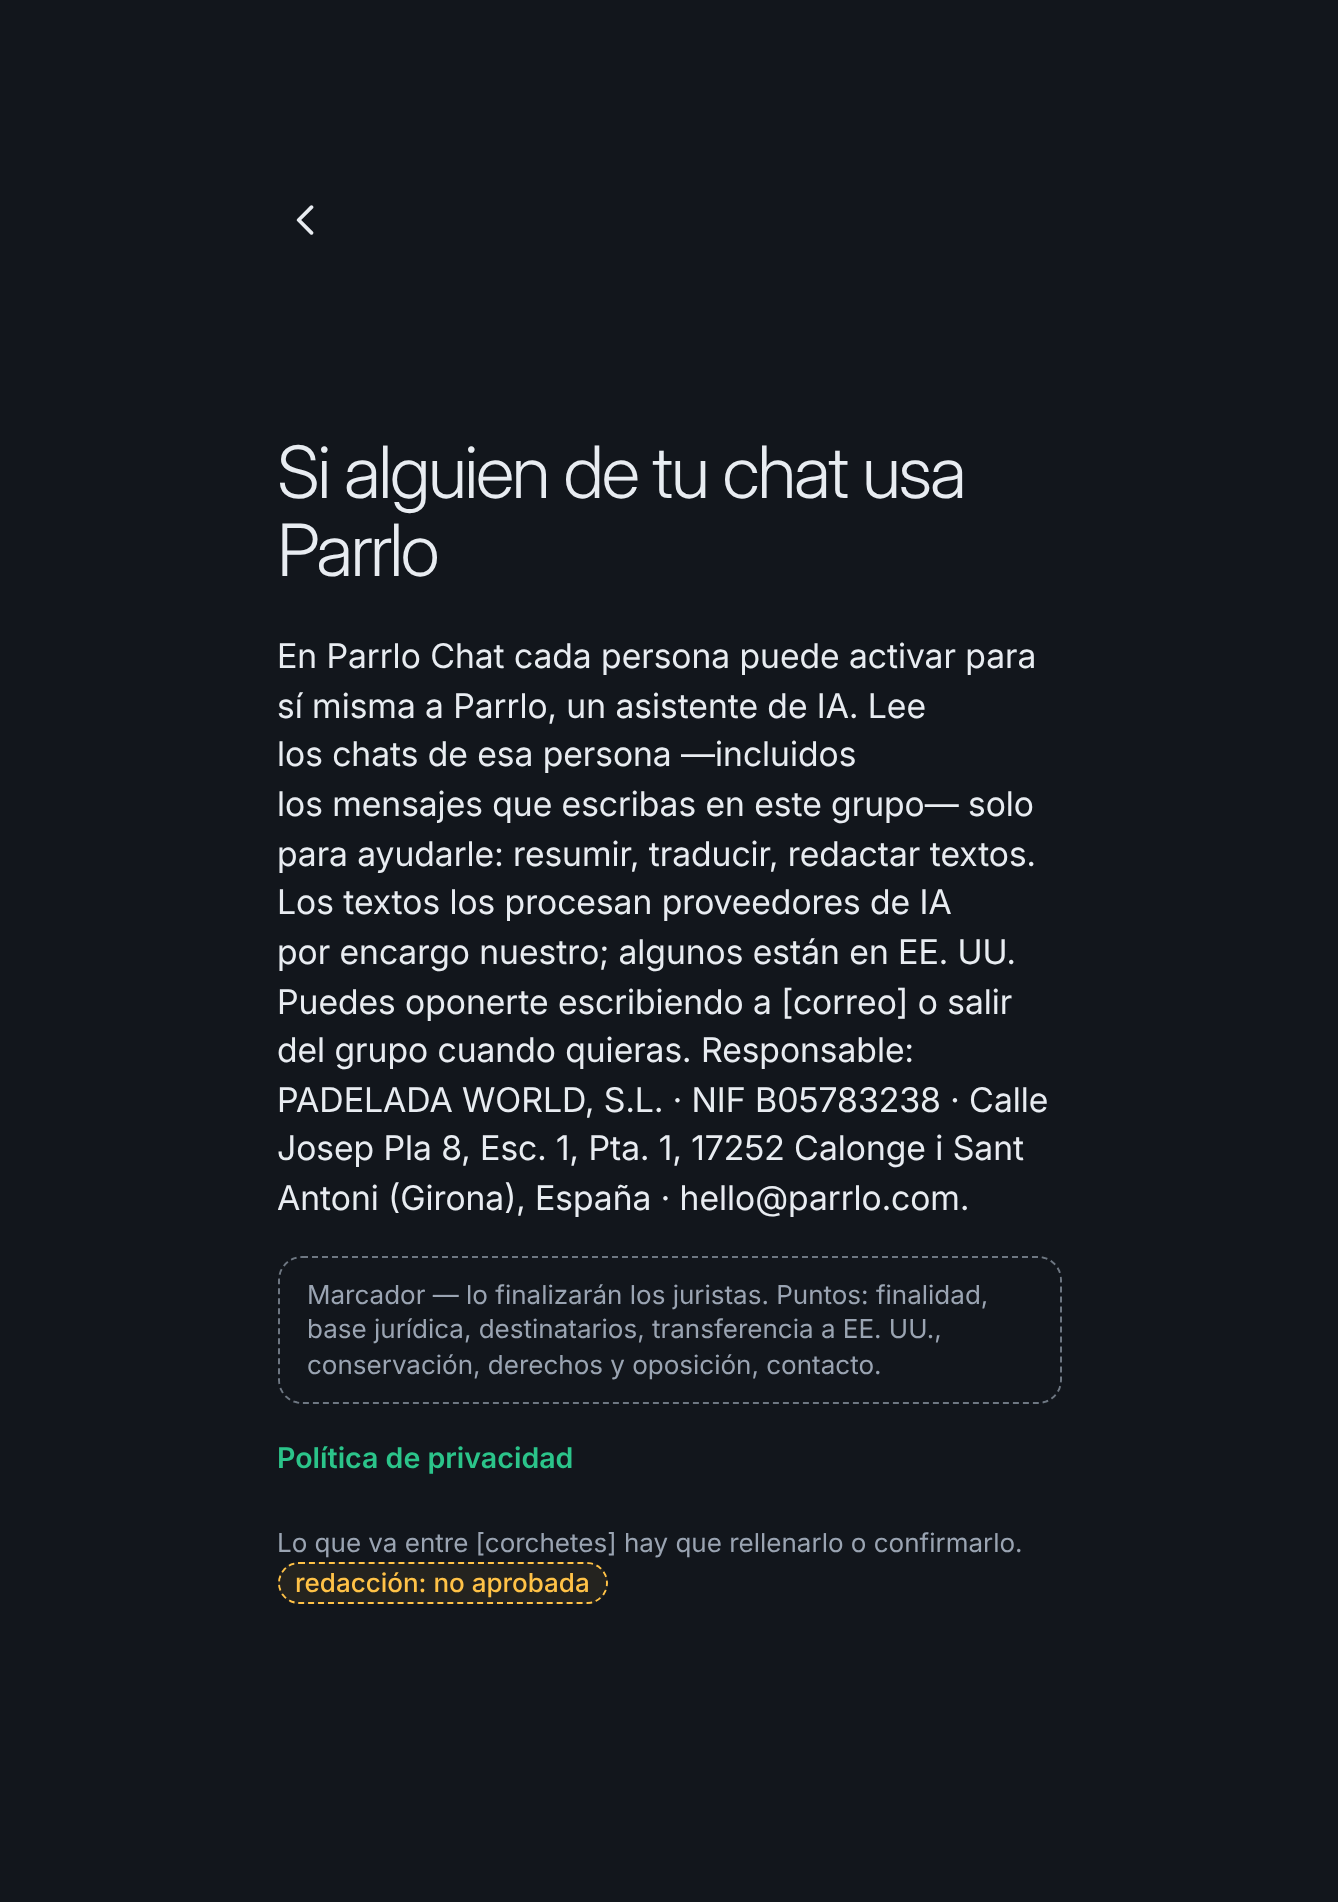 Si alguien de tu chat usa
Parrlo
En Parrlo Chat cada persona puede activar para
sí misma a Parrlo, un asistente de IA. Lee
los chats de esa persona —incluidos
los mensajes que escribas en este grupo— solo
para ayudarle: resumir, traducir, redactar textos.
Los textos los procesan proveedores de IA
por encargo nuestro; algunos están en EE. UU.
Puedes oponerte escribiendo a [correo] o salir
del grupo cuando quieras. Responsable:
PADELADA WORLD, S.L. · NIF B05783238 · Calle
Josep Pla 8, Esc. 1, Pta. 1, 17252 Calonge i Sant
Antoni (Girona), España · hello@parrlo.com.
Marcador — lo finalizarán los juristas. Puntos: finalidad,
base jurídica, destinatarios, transferencia a EE. UU.,
conservación, derechos y oposición, contacto.
Política de privacidad
Lo que va entre [corchetes] hay que rellenarlo o confirmarlo.
redacción: no aprobada